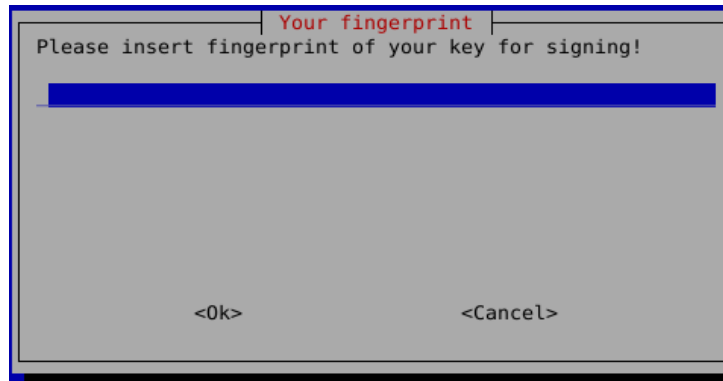 Your fingerprint
Please insert fingerprint of your key for signing!
<Ok> <Cancel>